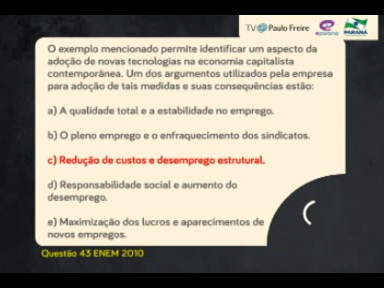 TV Paulo Freire
eparaná
PARANÁ
O exemplo mencionado permite identificar um aspecto da
adoção de novas tecnologias na economia capitalista
contemporânea. Um dos argumentos utilizados pela empresa
para adoção de tais medidas e suas consequências estão:
a) A qualidade total e a estabilidade no emprego.
b) O pleno emprego e o enfraquecimento dos sindicatos.
c) Redução de custos e desemprego estrutural.
d) Responsabilidade social e aumento do
desemprego.
e) Maximização dos lucros e aparecimentos de
novos empregos.
Questão 43 ENEM 2010